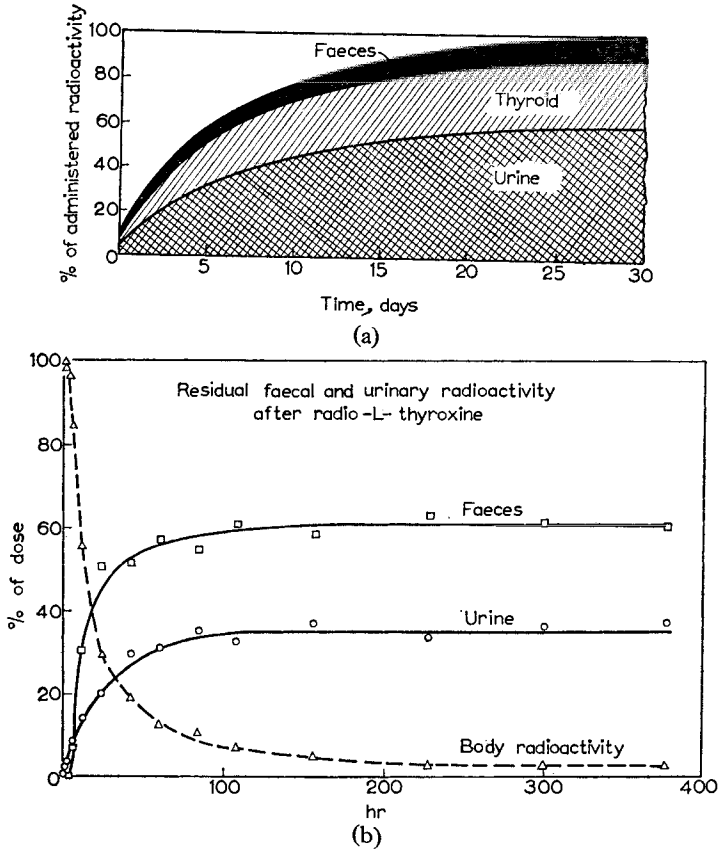 % of administered radioactivity
100
80
60
40
20
0
Faeces
Thyroid
Urine
5
10
15
20
25
30
Time, days
(a)
% of dose
100
80
60
40
20
0
Residual faecal and urinary radioactivity
after radio-L-thyroxine
Faeces
Urine
Body radioactivity
100
200
300
400
hr
(b)